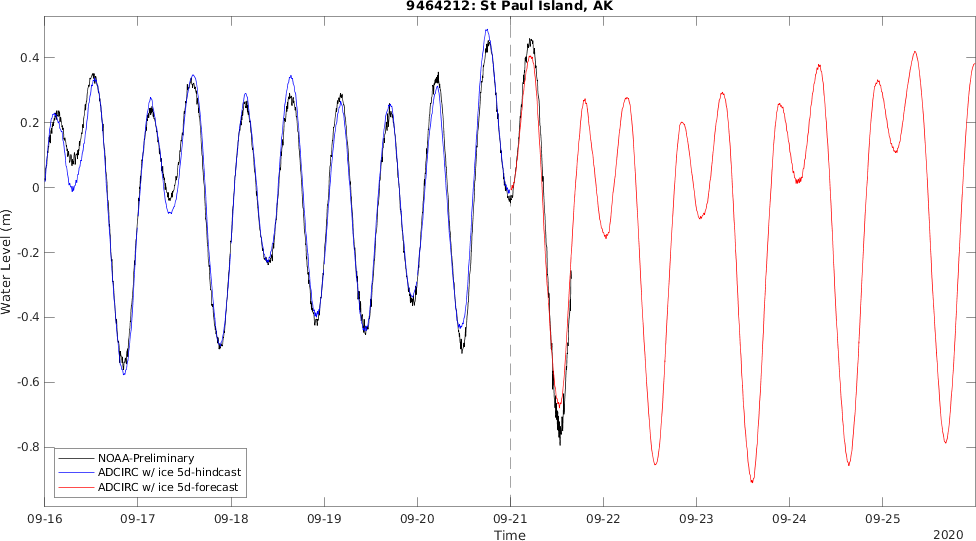 9464212: St Paul Island, AK
0.4
0.2
0
-0.2
-0.4
-0.6
-0.8
Water Level (m)
NOAA-Preliminary
ADCIRC w/ ice 5d-hindcast
ADCIRC w/ ice 5d-forecast
09-16 09-17 09-18 09-19 09-20 09-21 09-22 09-23 09-24 09-25
Time
2020